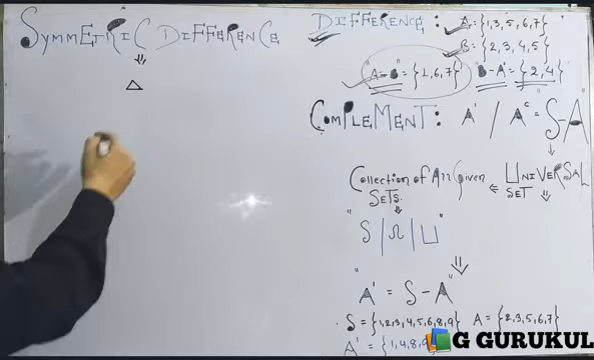 SYMMETRIC DIFFERENCE
⇓
△
DIFFERENCE: A = {1,3,5,6,7}
B = {2,3,4,5}
"A-B" = {1,6,7} "B-A" = {2,4}
COMPLEMENT: A' / Aᶜ = "S-A"
↓
Collection of All Given SETS. ⇐ UNIVERSAL SET
⇓
"S/Ω/U"
⇓
"A' = S-A"
S = {1,2,3,4,5,6,8,9} A = {2,3,5,6,7}
A' = {1,4,8,9
G GURUKUL